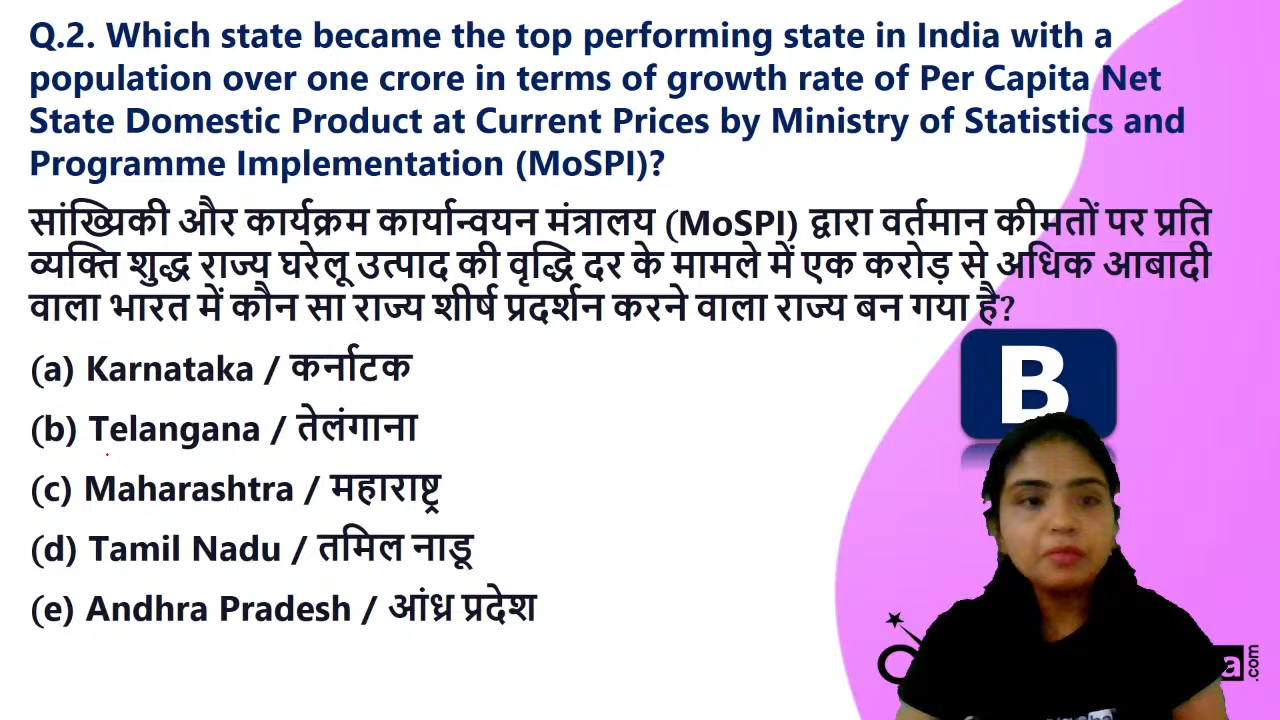 Q.2. Which state became the top performing state in India with a
population over one crore in terms of growth rate of Per Capita Net
State Domestic Product at Current Prices by Ministry of Statistics and
Programme Implementation (MoSPI)?
सांख्यिकी और कार्यक्रम कार्यान्वयन मंत्रालय (MoSPI) द्वारा वर्तमान कीमतों पर प्रति
व्यक्ति शुद्ध राज्य घरेलू उत्पाद की वृद्धि दर के मामले में एक करोड़ से अधिक आबादी
वाला भारत में कौन सा राज्य शीर्ष प्रदर्शन करने वाला राज्य बन गया है?
(a) Karnataka / कर्नाटक
B
(b) Telangana / तेलंगाना
(c) Maharashtra / महाराष्ट्र
(d) Tamil Nadu / तमिल नाडू
(e) Andhra Pradesh / आंध्र प्रदेश
.com